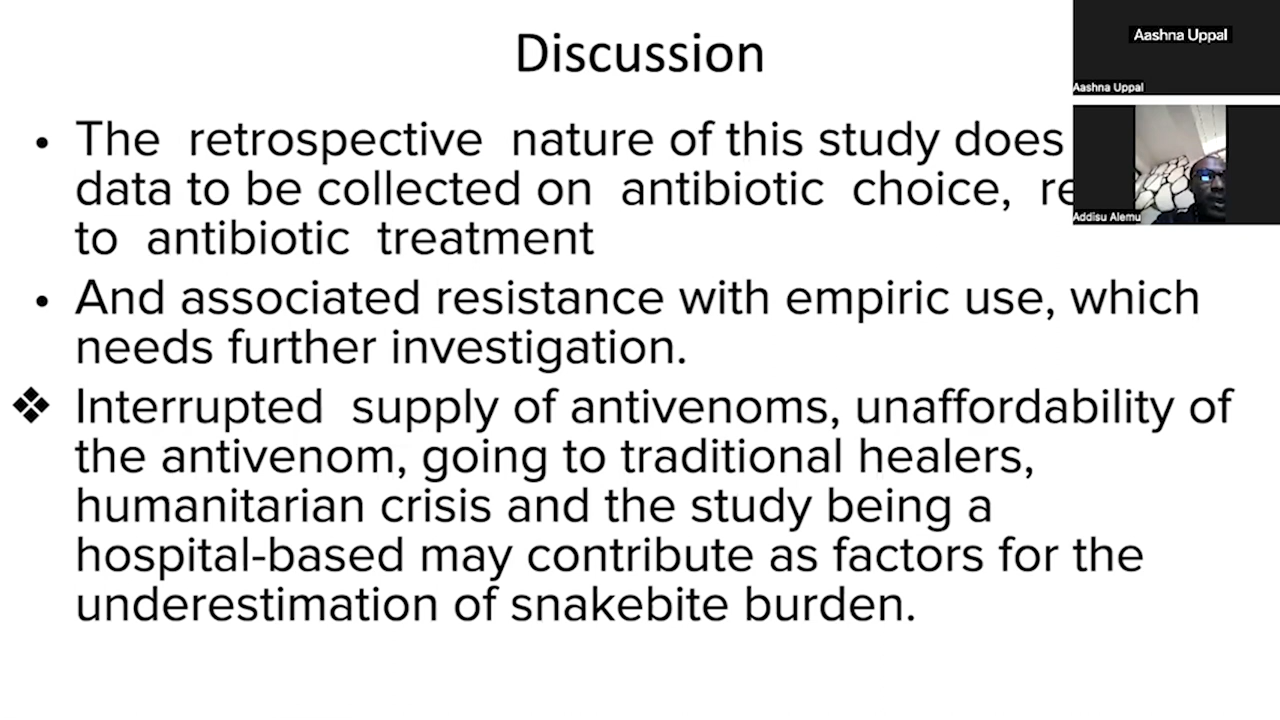 Discussion
Aashna Uppal
Aashna Uppal
• The retrospective nature of this study does
data to be collected on antibiotic choice,
to antibiotic treatment
Addisu Alemu
• And associated resistance with empiric use, which
needs further investigation.
❖ Interrupted supply of antivenoms, unaffordability of
the antivenom, going to traditional healers,
humanitarian crisis and the study being a
hospital-based may contribute as factors for the
underestimation of snakebite burden.